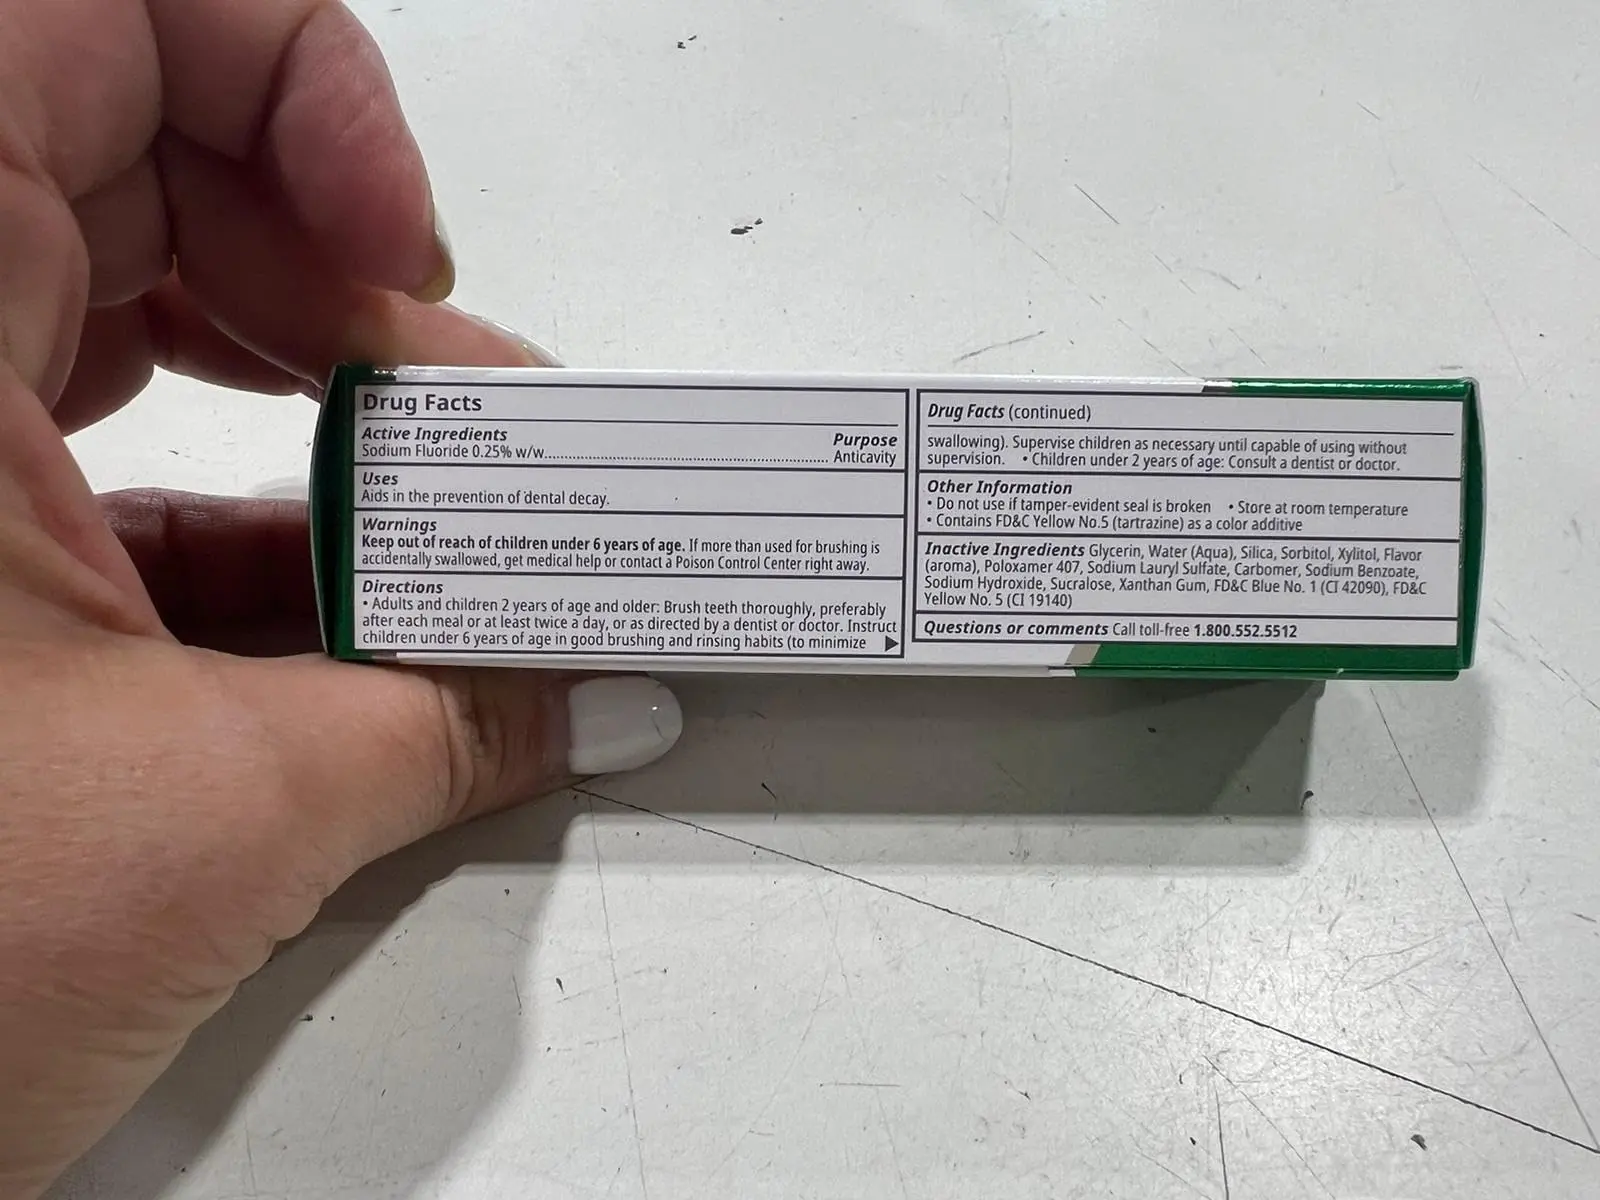 Drug Facts
Active Ingredients Purpose
Sodium Fluoride 0.25% w/w.................................................................. Anticavity
Uses
Aids in the prevention of dental decay.
Warnings
Keep out of reach of children under 6 years of age. If more than used for brushing is
accidentally swallowed, get medical help or contact a Poison Control Center right away.
Directions
• Adults and children 2 years of age and older: Brush teeth thoroughly, preferably
after each meal or at least twice a day, or as directed by a dentist or doctor. Instruct
children under 6 years of age in good brushing and rinsing habits (to minimize ▶
Drug Facts (continued)
swallowing). Supervise children as necessary until capable of using without
supervision. • Children under 2 years of age: Consult a dentist or doctor.
Other Information
• Do not use if tamper-evident seal is broken • Store at room temperature
• Contains FD&C Yellow No.5 (tartrazine) as a color additive
Inactive Ingredients Glycerin, Water (Aqua), Silica, Sorbitol, Xylitol, Flavor
(aroma), Poloxamer 407, Sodium Lauryl Sulfate, Carbomer, Sodium Benzoate,
Sodium Hydroxide, Sucralose, Xanthan Gum, FD&C Blue No. 1 (CI 42090), FD&C
Yellow No. 5 (CI 19140)
Questions or comments Call toll-free 1.800.552.5512